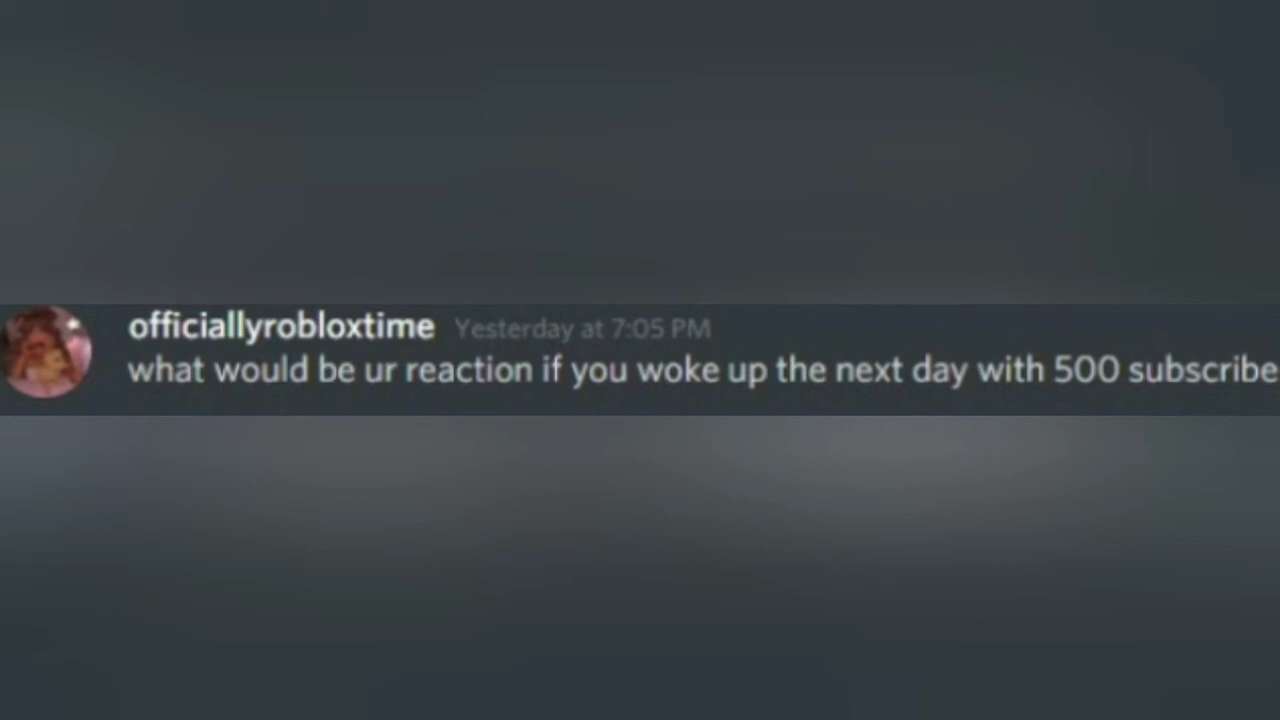 officiallyrobloxtime Yesterday at 7:05 PM
what would be ur reaction if you woke up the next day with 500 subscribe